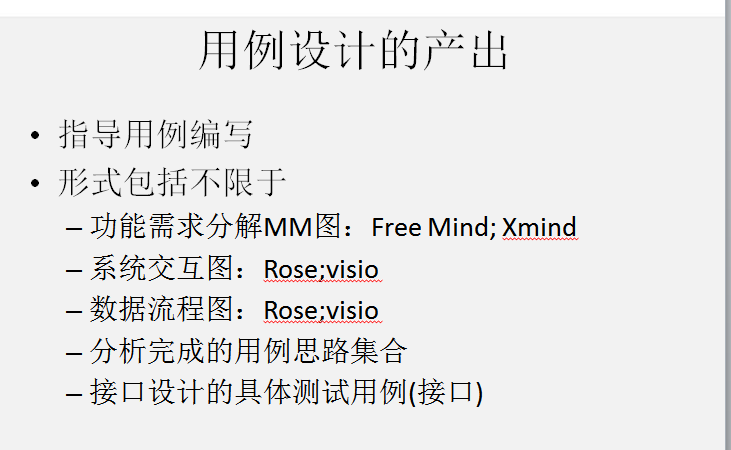 用例设计的产出
• 指导用例编写
• 形式包括不限于
– 功能需求分解MM图：Free Mind; Xmind
– 系统交互图：Rose;visio
– 数据流程图：Rose;visio
– 分析完成的用例思路集合
– 接口设计的具体测试用例(接口)